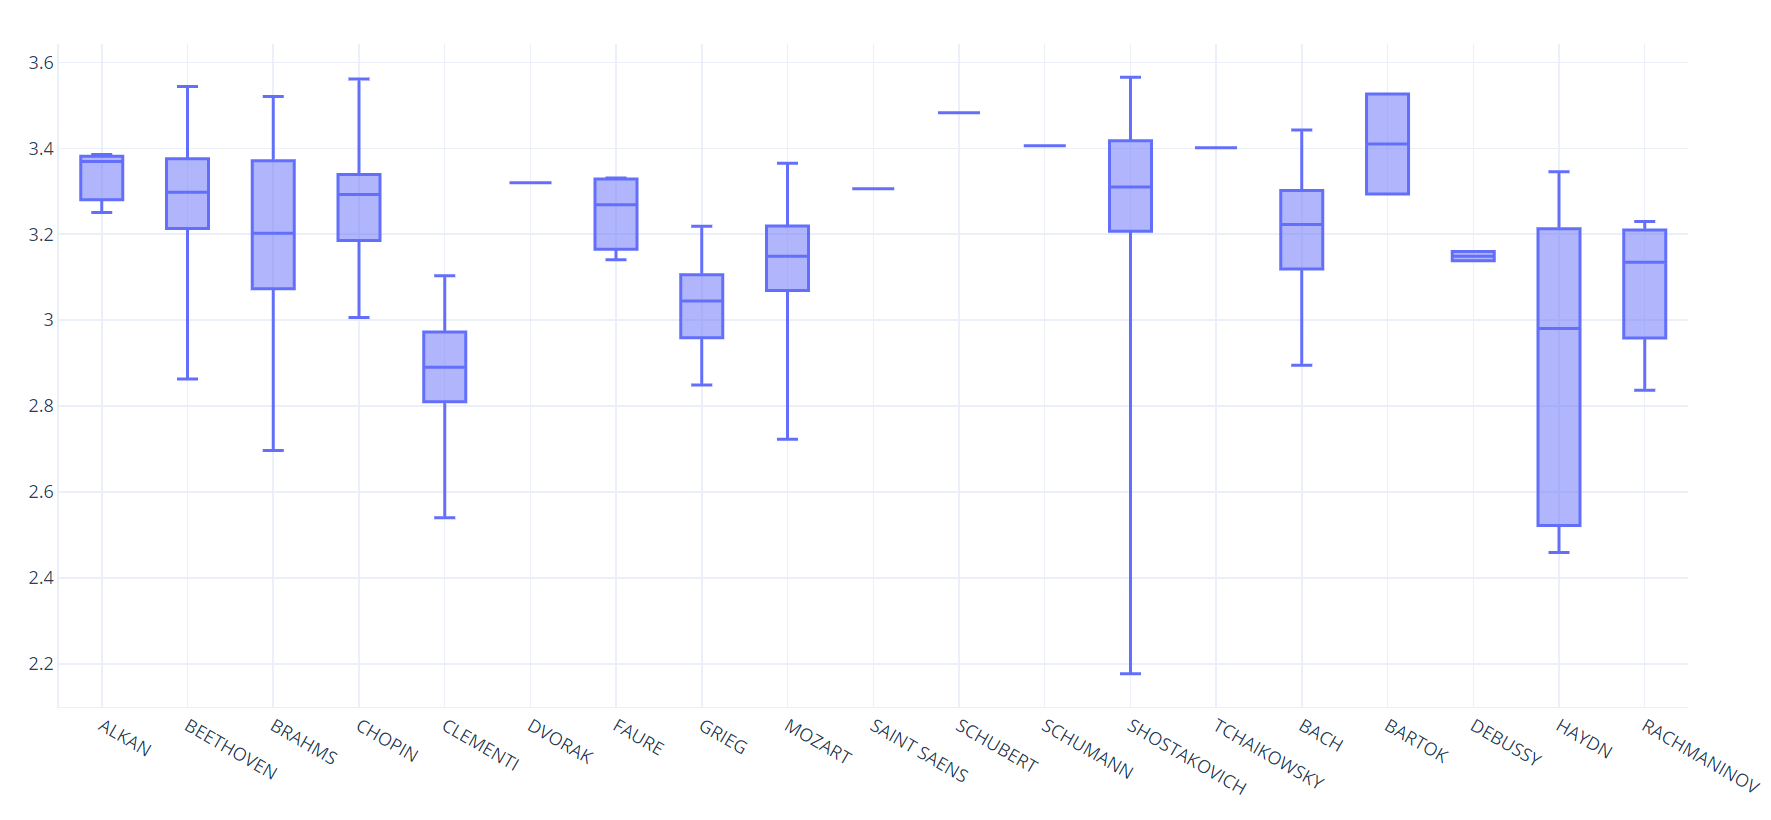 3.6
3.4
3.2
3
2.8
2.6
2.4
2.2
ALKAN
BEETHOVEN
BRAHMS
CHOPIN
CLEMENTI
DVORAK
FAURE
GRIEG
MOZART
SAINT SAENS
SCHUBERT
SCHUMANN
SHOSTAKOVICH
TCHAIKOWSKY
BACH
BARTOK
DEBUSSY
HAYDN
RACHMANINOV